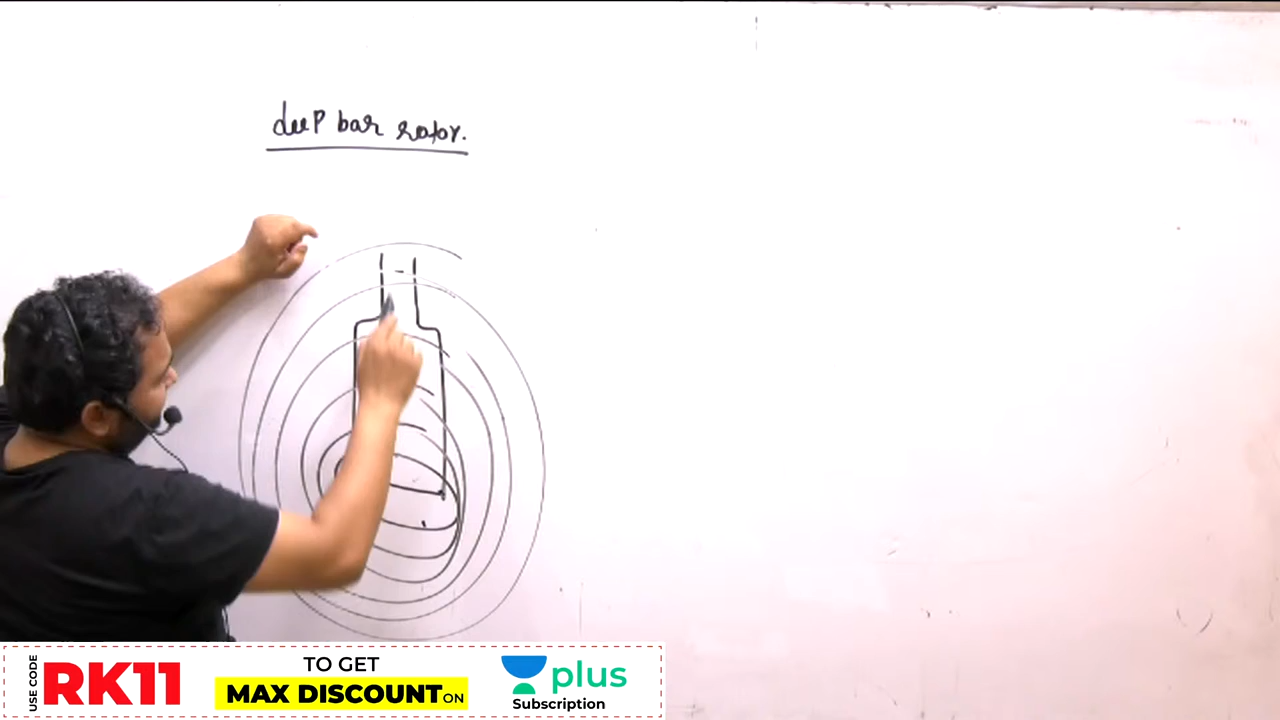 deep bar rotor.
USE CODE
RK11
TO GET
MAX DISCOUNT ON
plus
Subscription